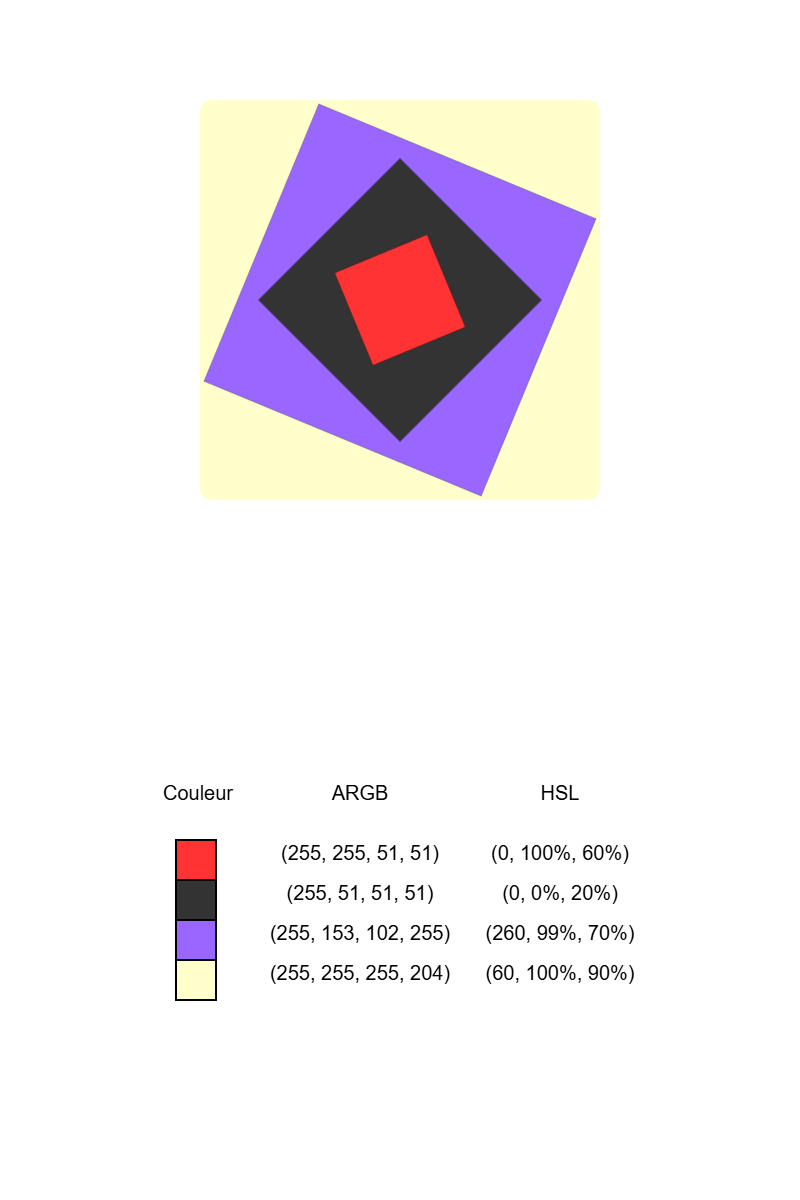 Couleur ARGB HSL
(255, 255, 51, 51) (0, 100%, 60%)
(255, 51, 51, 51) (0, 0%, 20%)
(255, 153, 102, 255) (260, 99%, 70%)
(255, 255, 255, 204) (60, 100%, 90%)